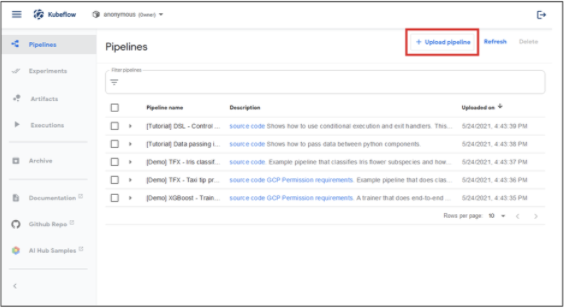 Kubeflow
anonymous (Owner)
Pipelines
Experiments
Artifacts
Executions
Archive
Documentation
Github Repo
AI Hub Samples
Pipelines
+ Upload pipeline Refresh Delete
Filter pipelines
Pipeline name Description Uploaded on
[Tutorial] DSL - Control ... source code Shows how to use conditional execution and exit handlers. This... 5/24/2021, 4:43:39 PM
[Tutorial] Data passing i... source code Shows how to pass data between python components. 5/24/2021, 4:43:38 PM
[Demo] TFX - Iris classif... source code. Example pipeline that classifies Iris flower subspecies and how... 5/24/2021, 4:43:37 PM
[Demo] TFX - Taxi tip pr... source code GCP Permission requirements. Example pipeline that does clas... 5/24/2021, 4:43:36 PM
[Demo] XGBoost - Train... source code GCP Permission requirements. A trainer that does end-to-end ... 5/24/2021, 4:43:35 PM
Rows per page: 10